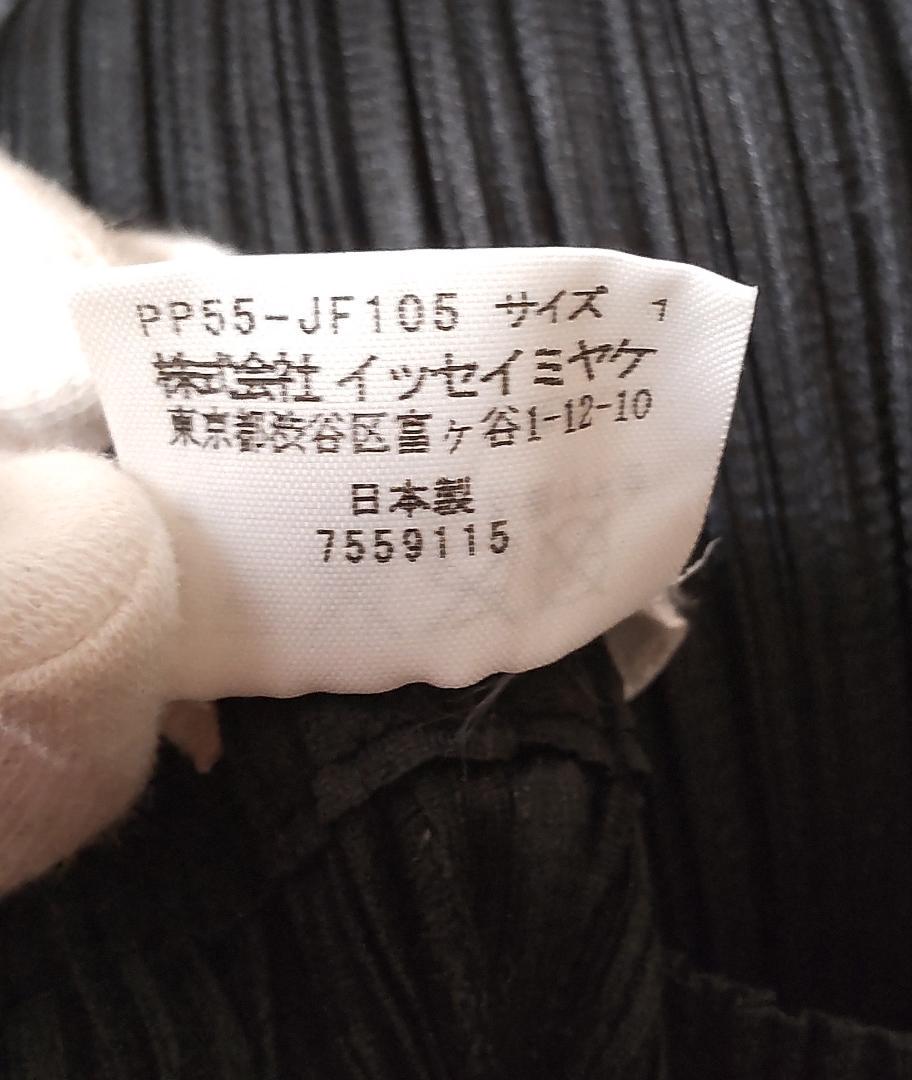 PP55-JF105 サイズ 1
株式会社 イッセイミヤケ
東京都渋谷区富ヶ谷1-12-10
日本製
7559115